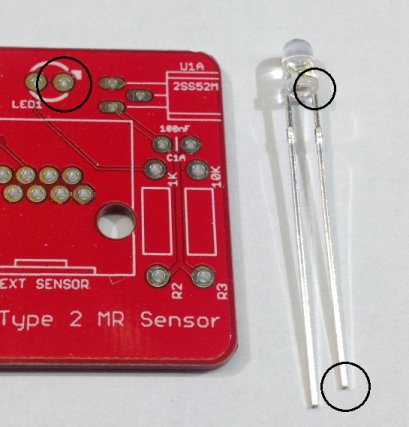 U1A
2SS52M
LED1
100nF
C1A
1K
10K
R2
R3
EXT SENSOR
Type 2 MR Sensor